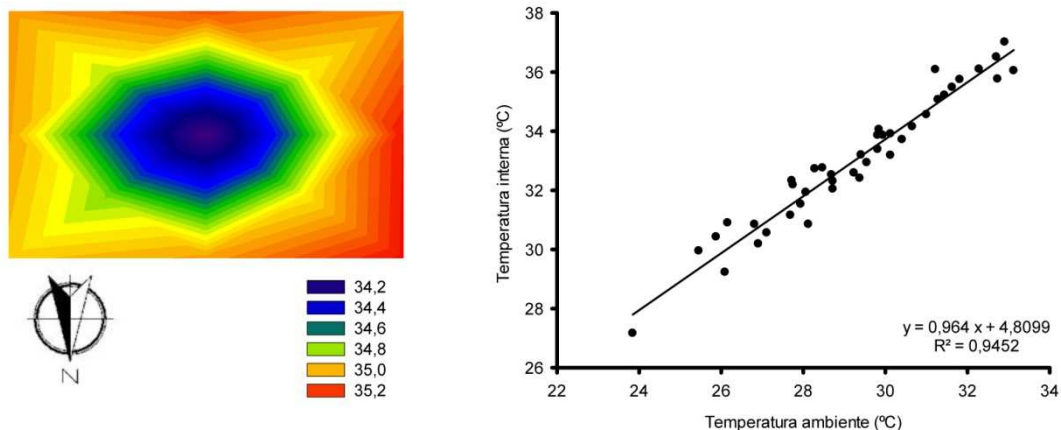 34,2
34,4
34,6
34,8
35,0
35,2
N
38
36
34
32
30
28
26
Temperatura interna (ºC)
y = 0,964 x + 4,8099
R² = 0,9452
22 24 26 28 30 32 34
Temperatura ambiente (ºC)